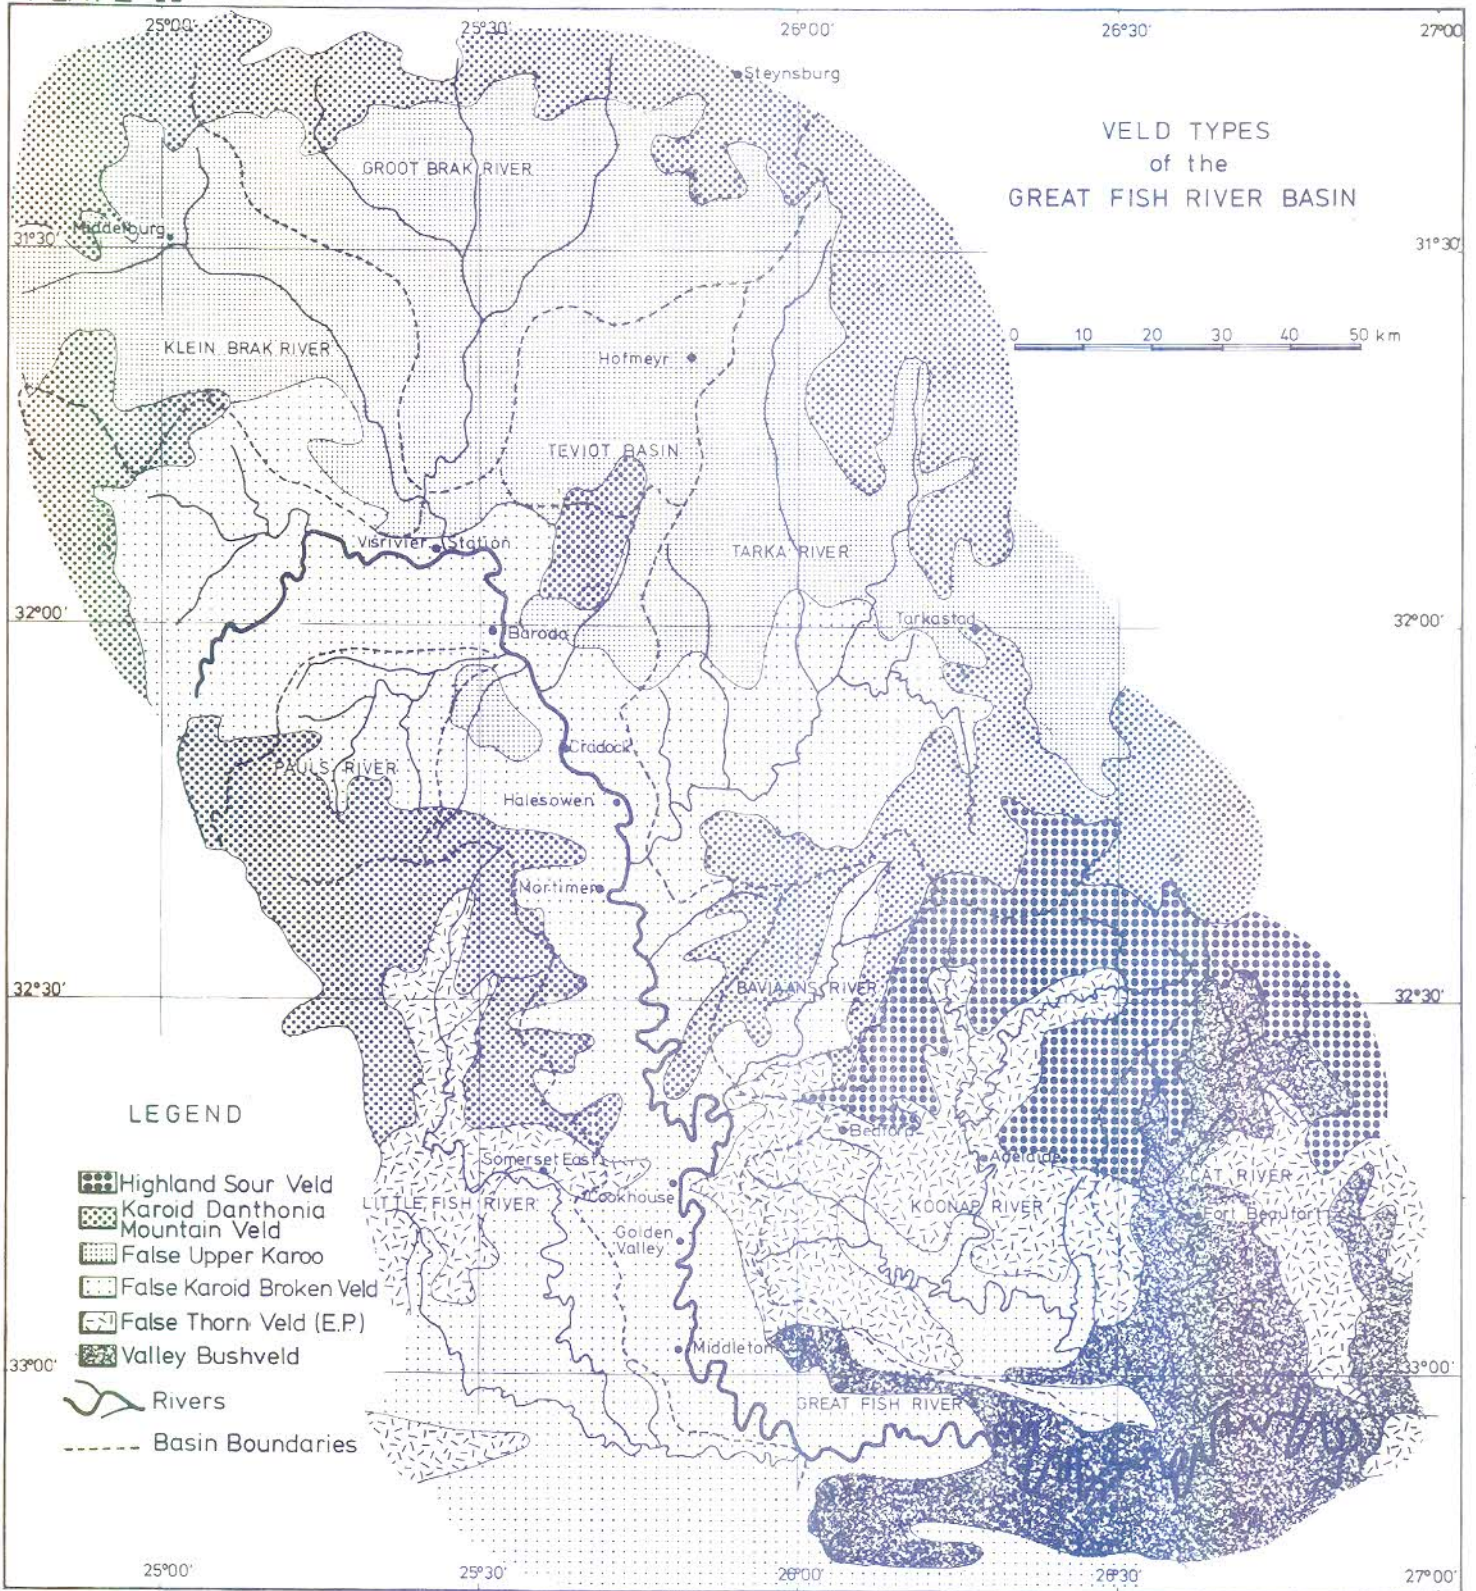 25°00'
25°30'
26°00'
26°30'
27°00'
Steynsburg
VELD TYPES
of the
GREAT FISH RIVER BASIN
GROOT BRAK RIVER
Middelburg
31°30'
31°30'
0 10 20 30 40 50 km
KLEIN BRAK RIVER
Hofmeyr
TEVIOT BASIN
Visrivier Station
TARKA RIVER
32°00'
32°00'
Tarkastad
Baroda
Cradock
PAULS RIVER
Halesowen
Mortimer
BAVIAANS RIVER
32°30'
32°30'
LEGEND
Highland Sour Veld
Karoid Danthonia
Mountain Veld
False Upper Karoo
False Karoid Broken Veld
False Thorn Veld (E.P.)
Valley Bushveld
Rivers
Basin Boundaries
Bedford
Adelaide
Somerset East
Cookhouse
LITTLE FISH RIVER
KOONAP RIVER
AT RIVER
Fort Beaufort
Golden
Valley
Middleton
33°00'
33°00'
GREAT FISH RIVER
25°00'
25°30'
26°00'
26°30'
27°00'